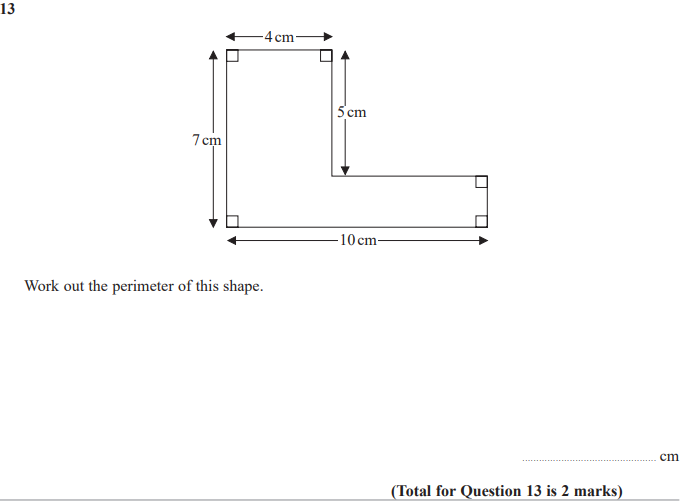 13
4 cm
5 cm
7 cm
10 cm
Work out the perimeter of this shape.
........................................................ cm
(Total for Question 13 is 2 marks)